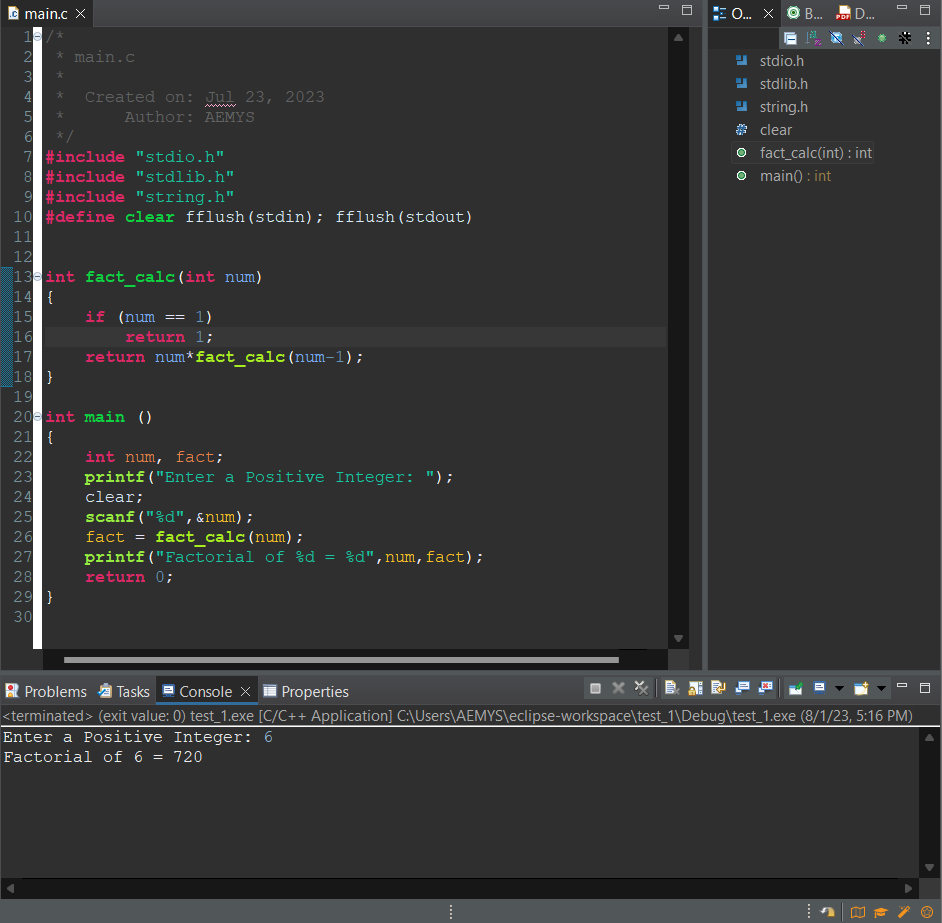 main.c
1 /*
2  * main.c
3  *
4  *  Created on: Jul 23, 2023
5  *      Author: AEMYS
6  */
7 #include "stdio.h"
8 #include "stdlib.h"
9 #include "string.h"
10 #define clear fflush(stdin); fflush(stdout)
11
12
13 int fact_calc(int num)
14 {
15     if (num == 1)
16         return 1;
17     return num*fact_calc(num-1);
18 }
19
20 int main ()
21 {
22     int num, fact;
23     printf("Enter a Positive Integer: ");
24     clear;
25     scanf("%d",&num);
26     fact = fact_calc(num);
27     printf("Factorial of %d = %d",num,fact);
28     return 0;
29 }
30
O... B... PDF D...
stdio.h
stdlib.h
string.h
clear
fact_calc(int) : int
main() : int
Problems Tasks Console Properties
<terminated> (exit value: 0) test_1.exe [C/C++ Application] C:\Users\AEMYS\eclipse-workspace\test_1\Debug\test_1.exe (8/1/23, 5:16 PM)
Enter a Positive Integer: 6
Factorial of 6 = 720